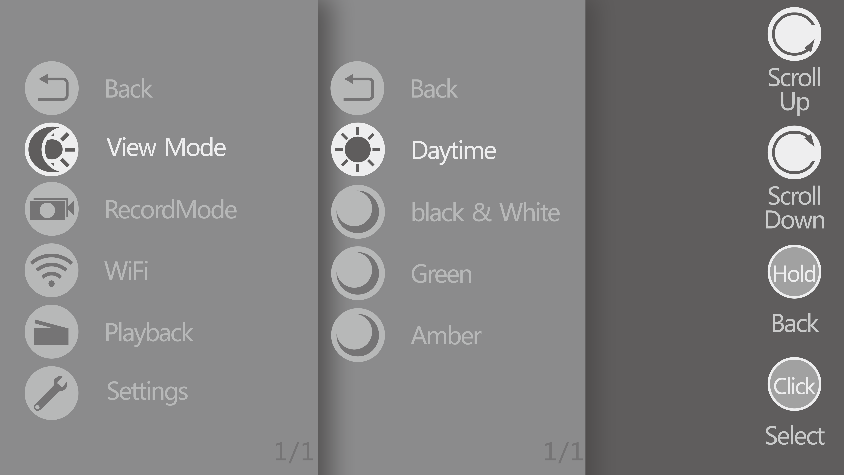 Back
View Mode
RecordMode
WiFi
Playback
Settings
1/1
Back
Daytime
black & White
Green
Amber
1/1
Scroll
Up
Scroll
Down
Hold
Back
Click
Select